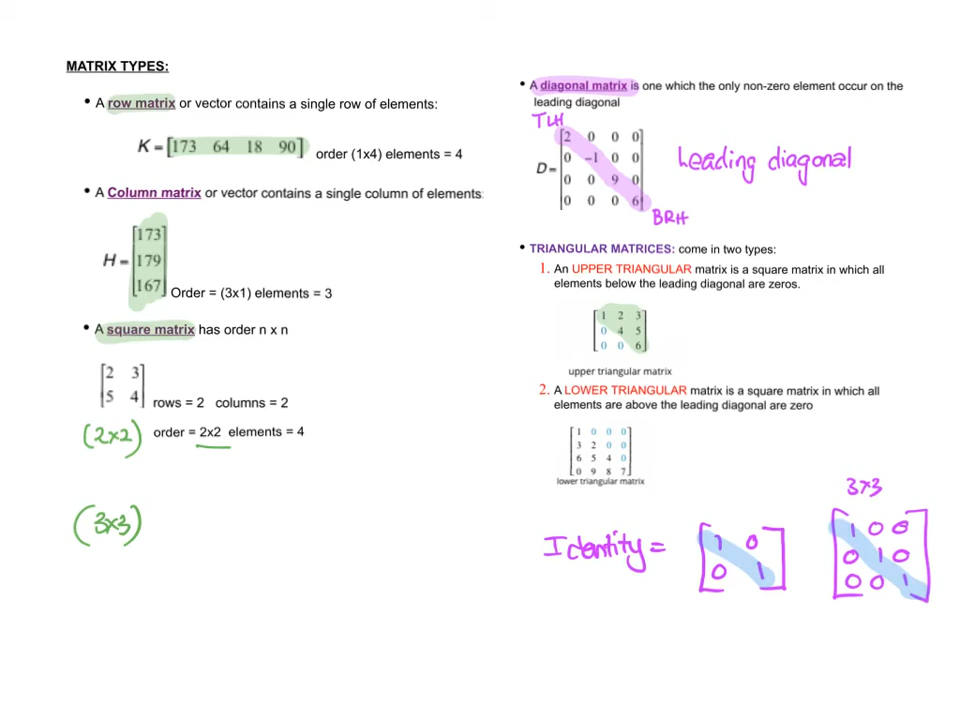 MATRIX TYPES:
• A row matrix or vector contains a single row of elements:
K = [173 64 18 90] order (1x4) elements = 4
• A Column matrix or vector contains a single column of elements:
H = [173
179
167] Order = (3x1) elements = 3
• A square matrix has order n x n
[2 3
5 4] rows = 2 columns = 2
(2x2) order = 2x2 elements = 4
(3x3)
• A diagonal matrix is one which the only non-zero element occur on the
leading diagonal
TLH
D= [2 0 0 0
0 -1 0 0
0 0 9 0
0 0 0 6]
Leading diagonal
BRH
• TRIANGULAR MATRICES: come in two types:
1. An UPPER TRIANGULAR matrix is a square matrix in which all
elements below the leading diagonal are zeros.
[1 2 3
0 4 5
0 0 6]
upper triangular matrix
2. A LOWER TRIANGULAR matrix is a square matrix in which all
elements are above the leading diagonal are zero
[1 0 0 0
3 2 0 0
6 5 4 0
0 9 8 7]
lower triangular matrix
Identity = [1 0
0 1]
3x3
[1 0 0
0 1 0
0 0 1]